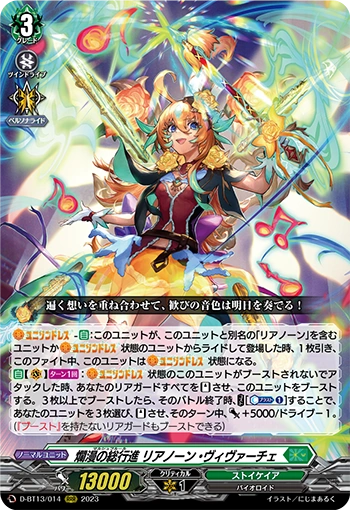 3
グレード
ツインドライブ
ペルソナライド
遍く想いを重ね合わせて、歓びの音色は明日を奏でる!
ユニゾンドレス - 自:このユニットが、このユニットと別名の「リアノーン」を含む
ユニットか ユニゾンドレス 状態のユニットからライドして登場した時、1枚引き、
このファイト中、このユニットは ユニゾンドレス 状態になる。
自 ターン1回 : ユニゾンドレス 状態のこのユニットがブーストされないでア
タックした時、あなたのリアガードすべてを させ、このユニットをブースト
する。3枚以上でブーストしたら、そのバトル終了時、 することで、
あなたのユニットを3枚選び、 させ、そのターン中、 +5000/ドライブ-1。
(「ブースト」を持たないリアガードもブーストできる)
ノーマルユニット
爛漫の総行進 リアノーン・ヴィヴァーチェ
パワー 13000
クリティカル 1
ストイケイア
バイオロイド
D-BT13/014 RRR 2023
イラスト/にじまあるく